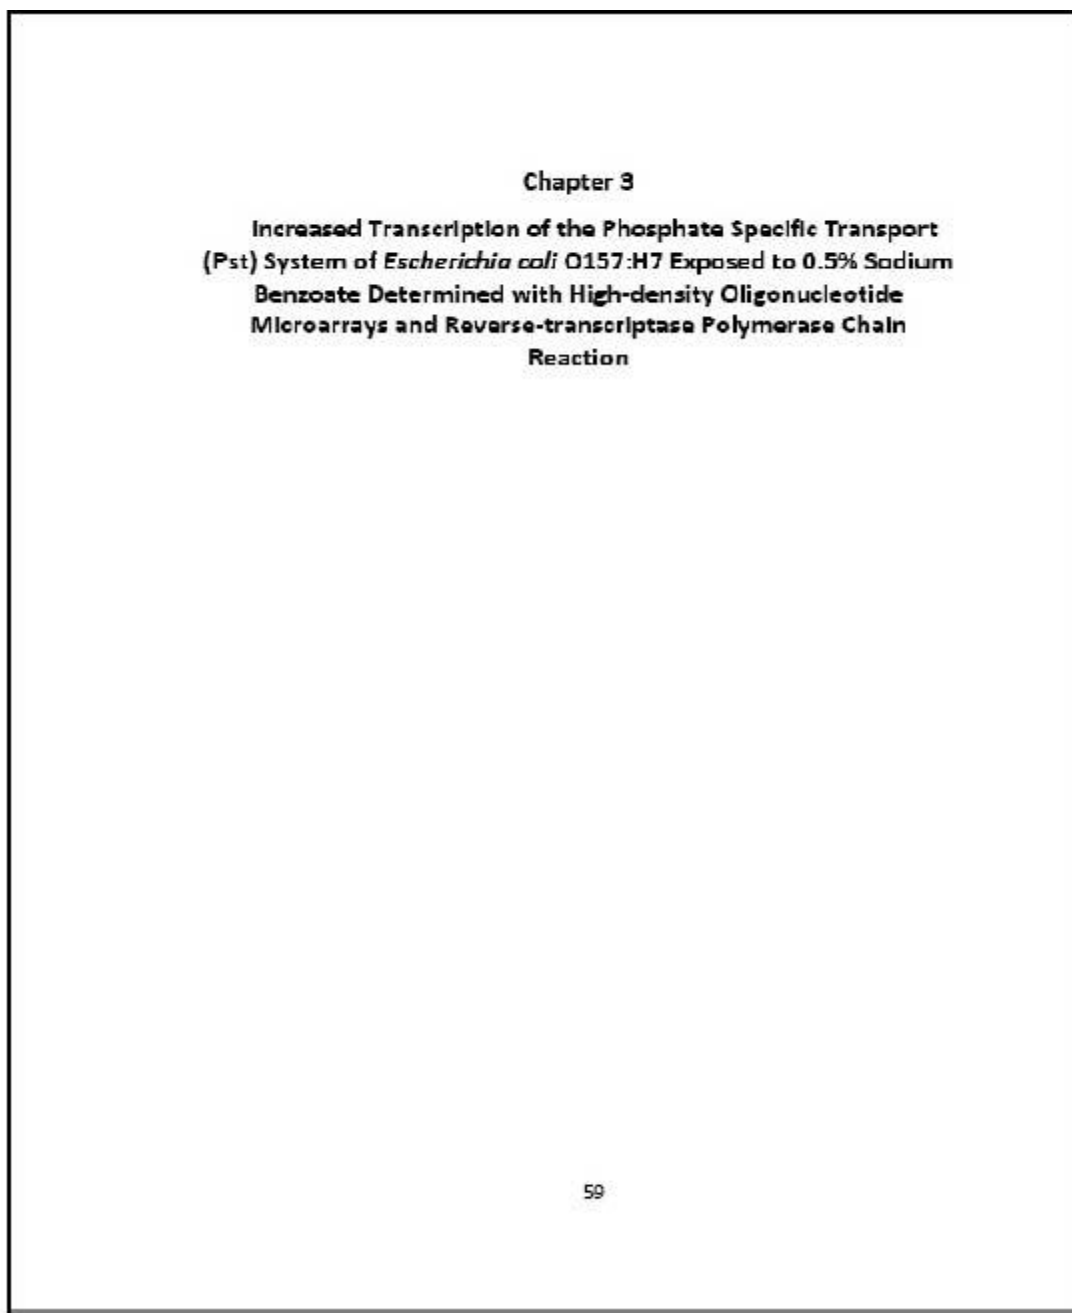 Chapter 3
Increased Transcription of the Phosphate Specific Transport
(Pst) System of Escherichia coli O157:H7 Exposed to 0.5% Sodium
Benzoate Determined with High-density Oligonucleotide
Microarrays and Reverse-transcriptase Polymerase Chain
Reaction
59